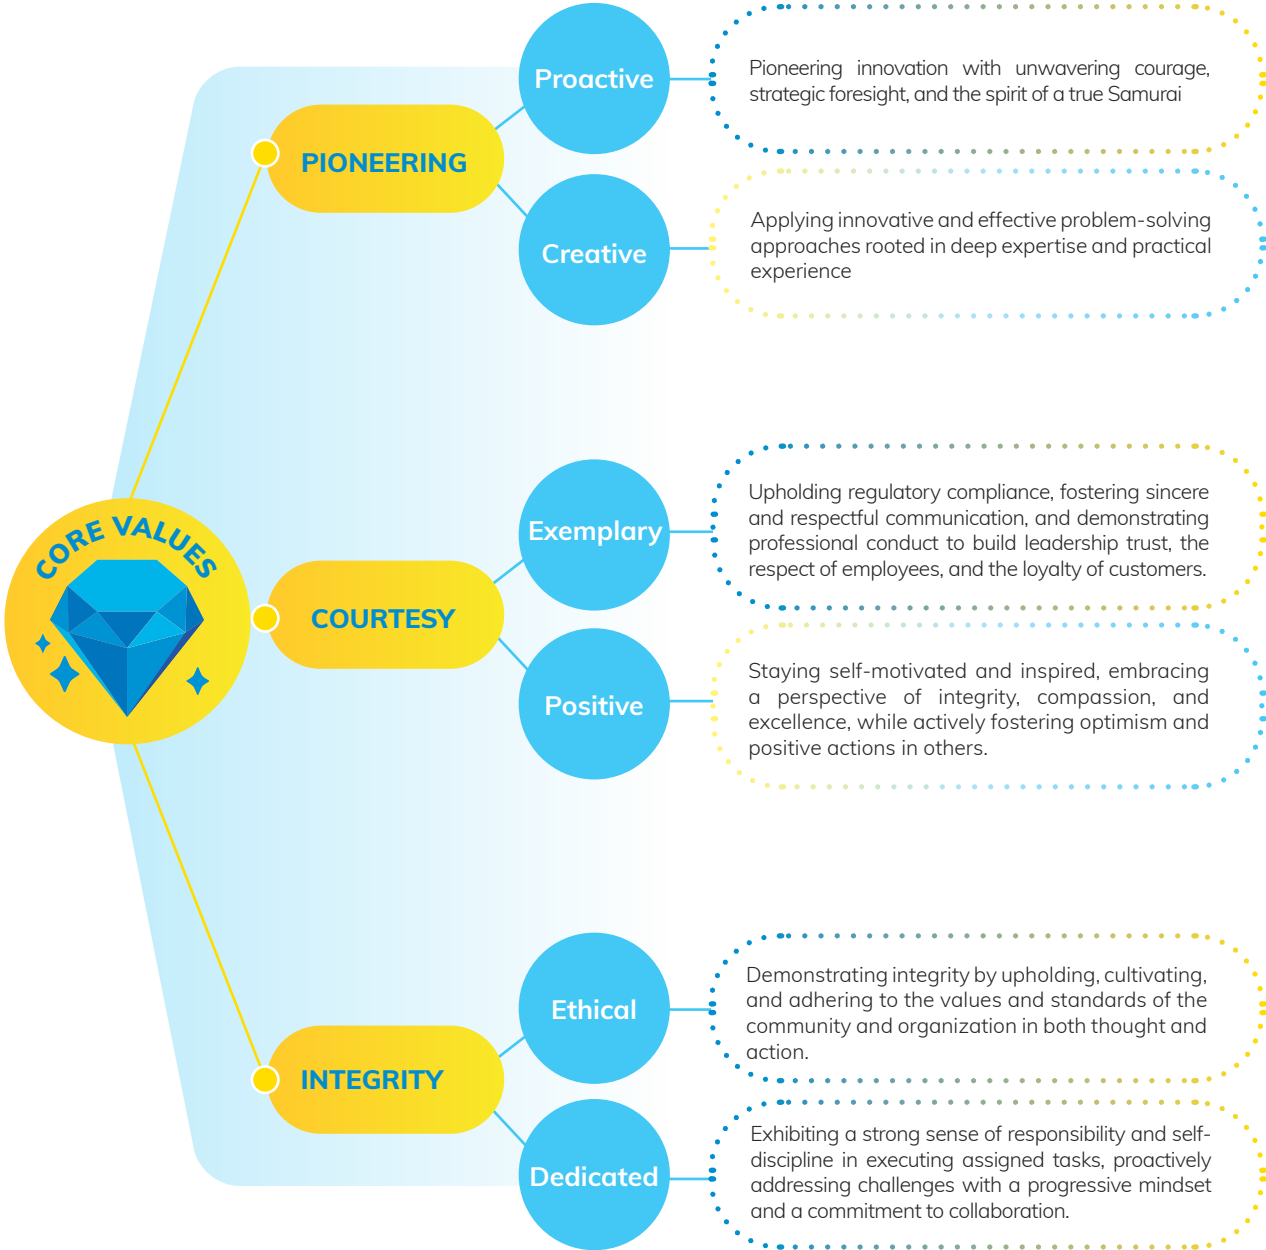 CORE VALUES
PIONEERING
Proactive
Pioneering innovation with unwavering courage,
strategic foresight, and the spirit of a true Samurai
Creative
Applying innovative and effective problem-solving
approaches rooted in deep expertise and practical
experience
COURTESY
Exemplary
Upholding regulatory compliance, fostering sincere
and respectful communication, and demonstrating
professional conduct to build leadership trust, the
respect of employees, and the loyalty of customers.
Positive
Staying self-motivated and inspired, embracing
a perspective of integrity, compassion, and
excellence, while actively fostering optimism and
positive actions in others.
INTEGRITY
Ethical
Demonstrating integrity by upholding, cultivating,
and adhering to the values and standards of the
community and organization in both thought and
action.
Dedicated
Exhibiting a strong sense of responsibility and self-
discipline in executing assigned tasks, proactively
addressing challenges with a progressive mindset
and a commitment to collaboration.